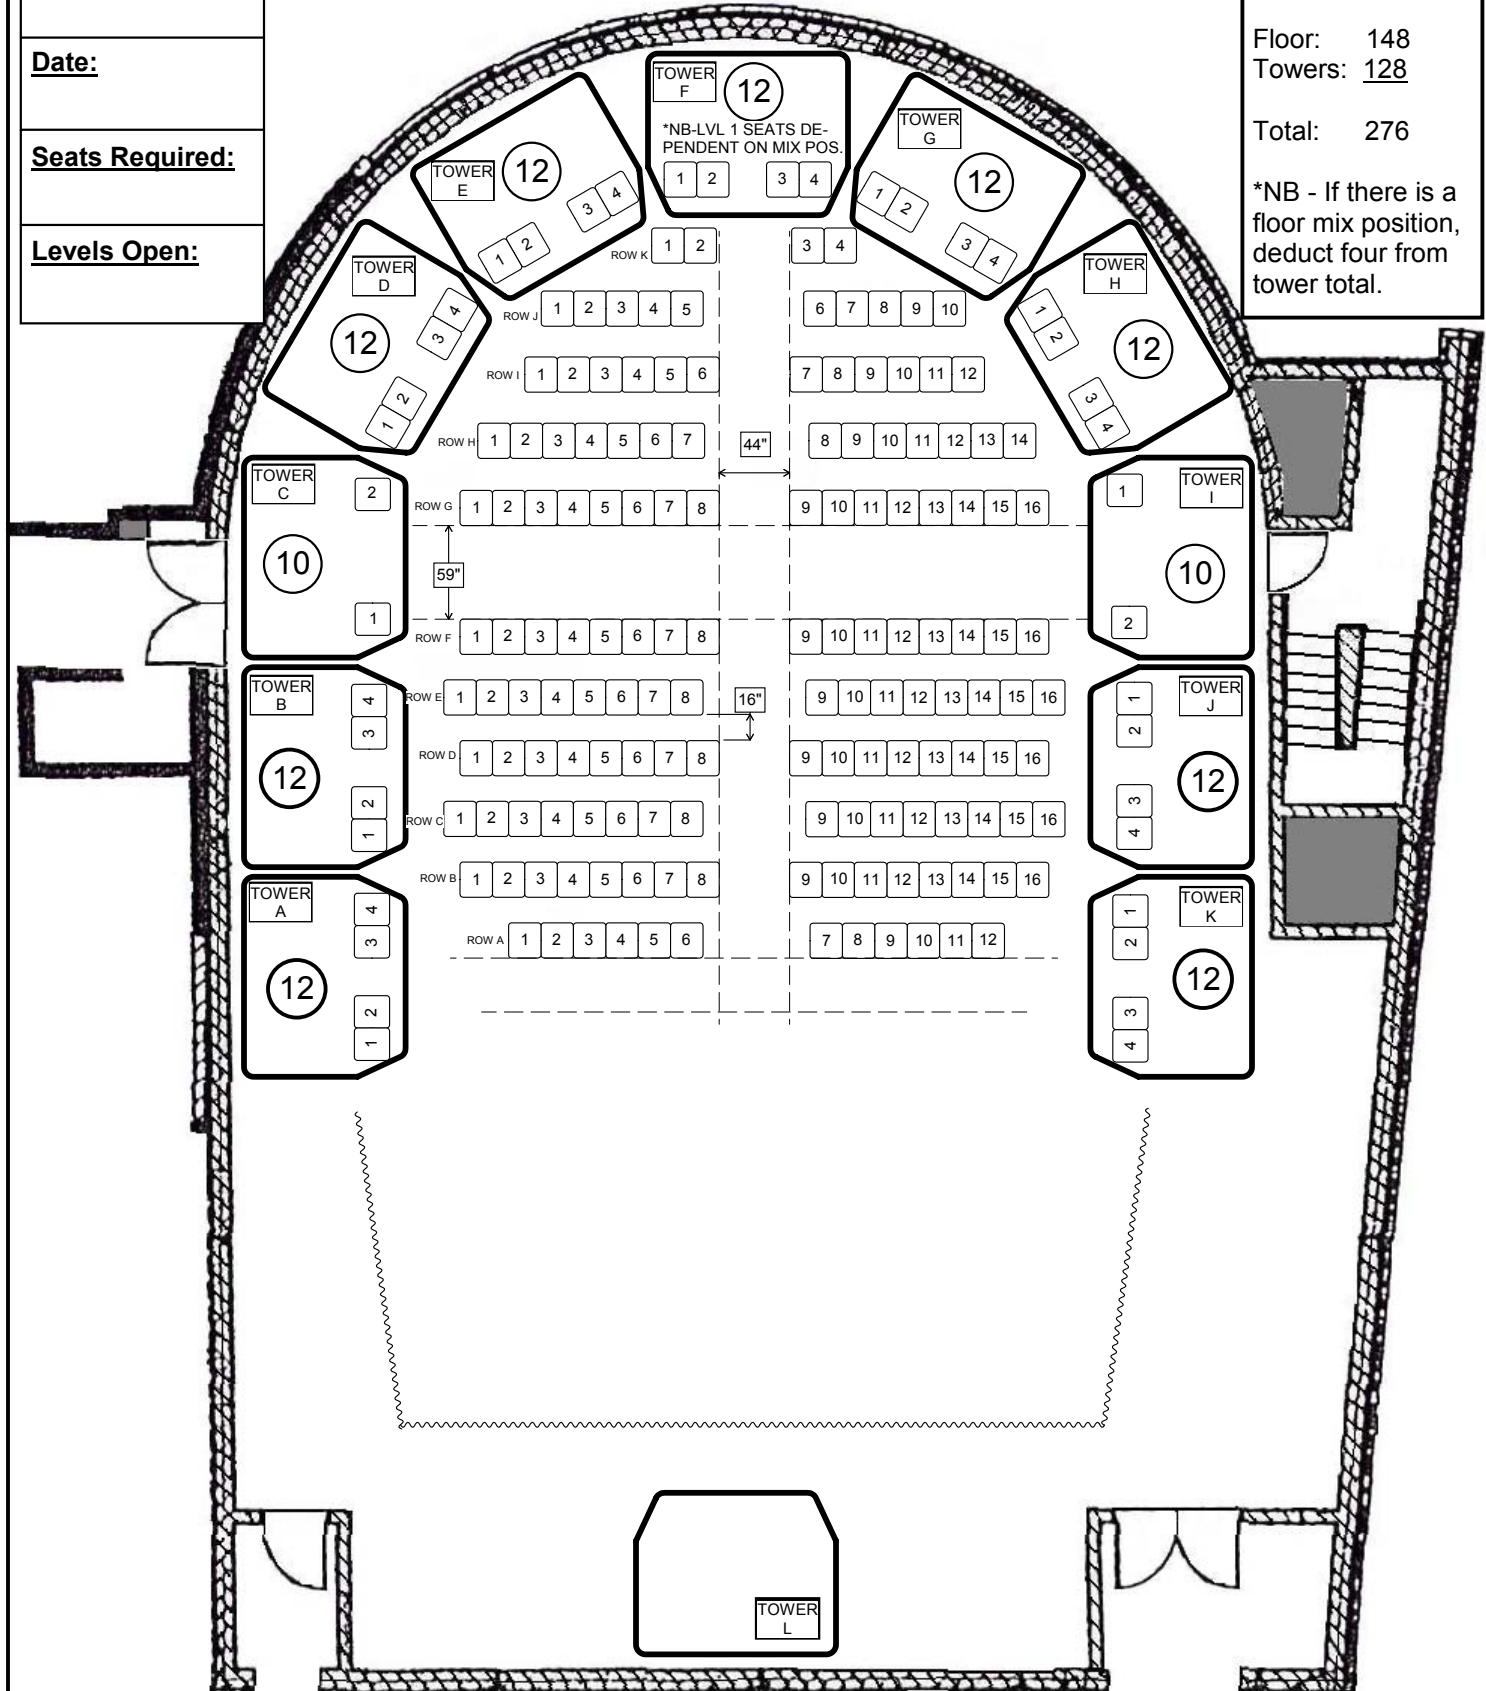 Date:
Seats Required:
Levels Open:
Floor: 148
Towers: 128
Total: 276
*NB - If there is a
floor mix position,
deduct four from
tower total.
TOWER
F
12
*NB-LVL 1 SEATS DE-
PENDENT ON MIX POS.
1 2 3 4
TOWER
E
12
1 2 3 4
TOWER
G
12
1 2 3 4
TOWER
D
12
1 2 3 4
TOWER
H
12
1 2 3 4
ROW K 1 2 3 4
ROW J 1 2 3 4 5 6 7 8 9 10
ROW I 1 2 3 4 5 6 7 8 9 10 11 12
ROW H 1 2 3 4 5 6 7 8 9 10 11 12 13 14
44"
TOWER
C
10
2
1
ROW G 1 2 3 4 5 6 7 8 9 10 11 12 13 14 15 16
59"
TOWER
I
10
1
2
ROW F 1 2 3 4 5 6 7 8 9 10 11 12 13 14 15 16
TOWER
B
12
4
3
2
1
ROW E 1 2 3 4 5 6 7 8 9 10 11 12 13 14 15 16
16"
ROW D 1 2 3 4 5 6 7 8 9 10 11 12 13 14 15 16
ROW C 1 2 3 4 5 6 7 8 9 10 11 12 13 14 15 16
TOWER
J
12
1
2
3
4
ROW B 1 2 3 4 5 6 7 8 9 10 11 12 13 14 15 16
TOWER
A
12
4
3
2
1
ROW A 1 2 3 4 5 6 7 8 9 10 11 12
TOWER
K
12
1
2
3
4
TOWER
L